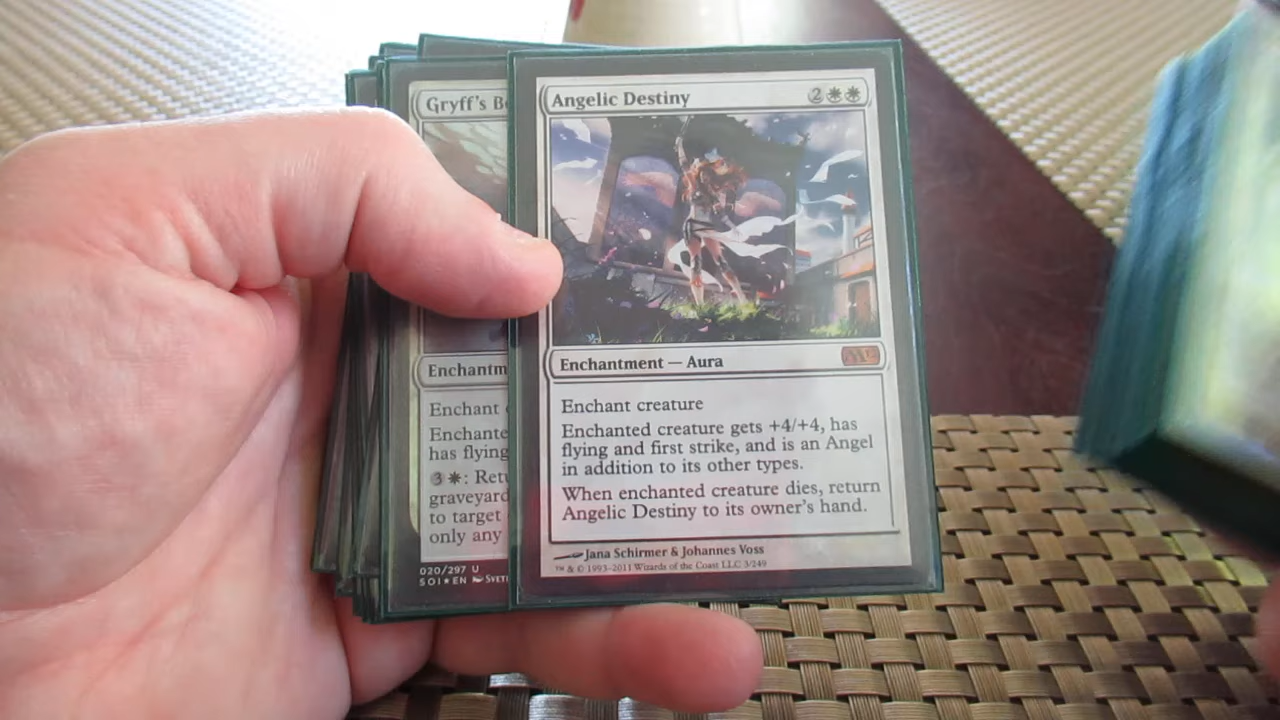 Gryff's
Enchant
Enchante
has flying
3 : Retu
graveyard
to target
only any
020/297 U
SOI★EN
Angelic Destiny
2
Enchantment — Aura
Enchant creature
Enchanted creature gets +4/+4, has
flying and first strike, and is an Angel
in addition to its other types.
When enchanted creature dies, return
Angelic Destiny to its owner's hand.
Jana Schirmer & Johannes Voss
™ & © 1993–2011 Wizards of the Coast LLC 3/249